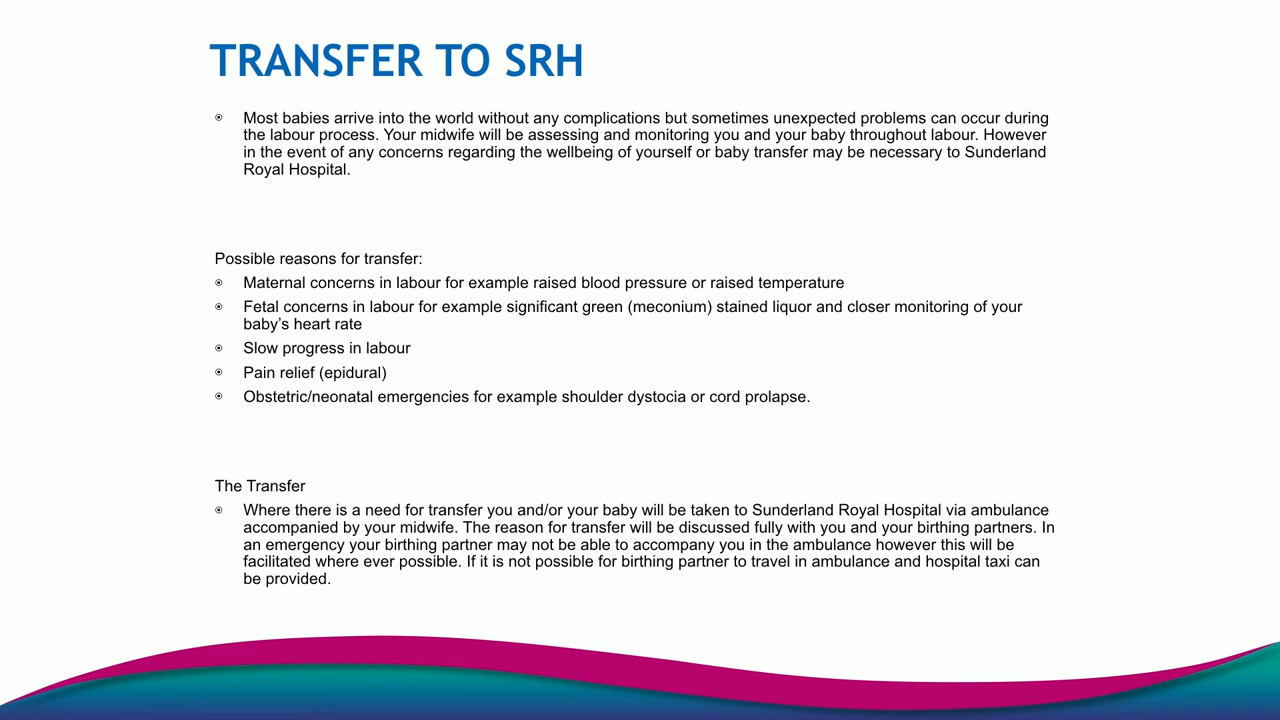 TRANSFER TO SRH
Most babies arrive into the world without any complications but sometimes unexpected problems can occur during
the labour process. Your midwife will be assessing and monitoring you and your baby throughout labour. However
in the event of any concerns regarding the wellbeing of yourself or baby transfer may be necessary to Sunderland
Royal Hospital.
Possible reasons for transfer:
Maternal concerns in labour for example raised blood pressure or raised temperature
Fetal concerns in labour for example significant green (meconium) stained liquor and closer monitoring of your
baby’s heart rate
Slow progress in labour
Pain relief (epidural)
Obstetric/neonatal emergencies for example shoulder dystocia or cord prolapse.
The Transfer
Where there is a need for transfer you and/or your baby will be taken to Sunderland Royal Hospital via ambulance
accompanied by your midwife. The reason for transfer will be discussed fully with you and your birthing partners. In
an emergency your birthing partner may not be able to accompany you in the ambulance however this will be
facilitated where ever possible. If it is not possible for birthing partner to travel in ambulance and hospital taxi can
be provided.